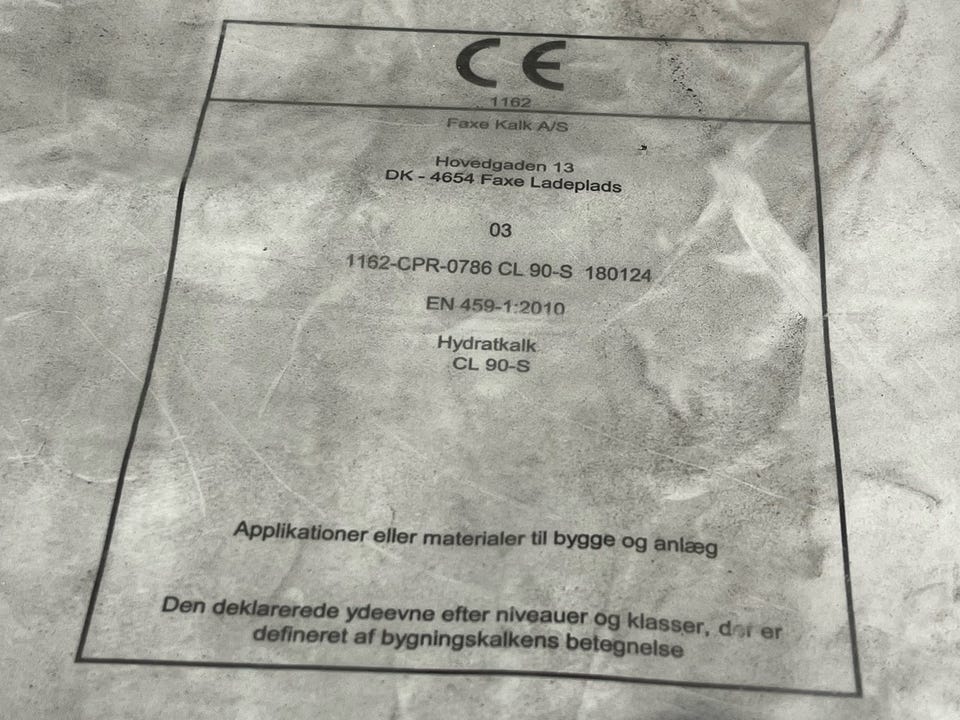 CE
1162
Faxe Kalk A/S
Hovedgaden 13
DK - 4654 Faxe Ladeplads
03
1162-CPR-0786 CL 90-S 180124
EN 459-1:2010
Hydratkalk
CL 90-S
Applikationer eller materialer til bygge og anlæg
Den deklarerede ydeevne efter niveauer og klasser, der er
defineret af bygningskalkens betegnelse